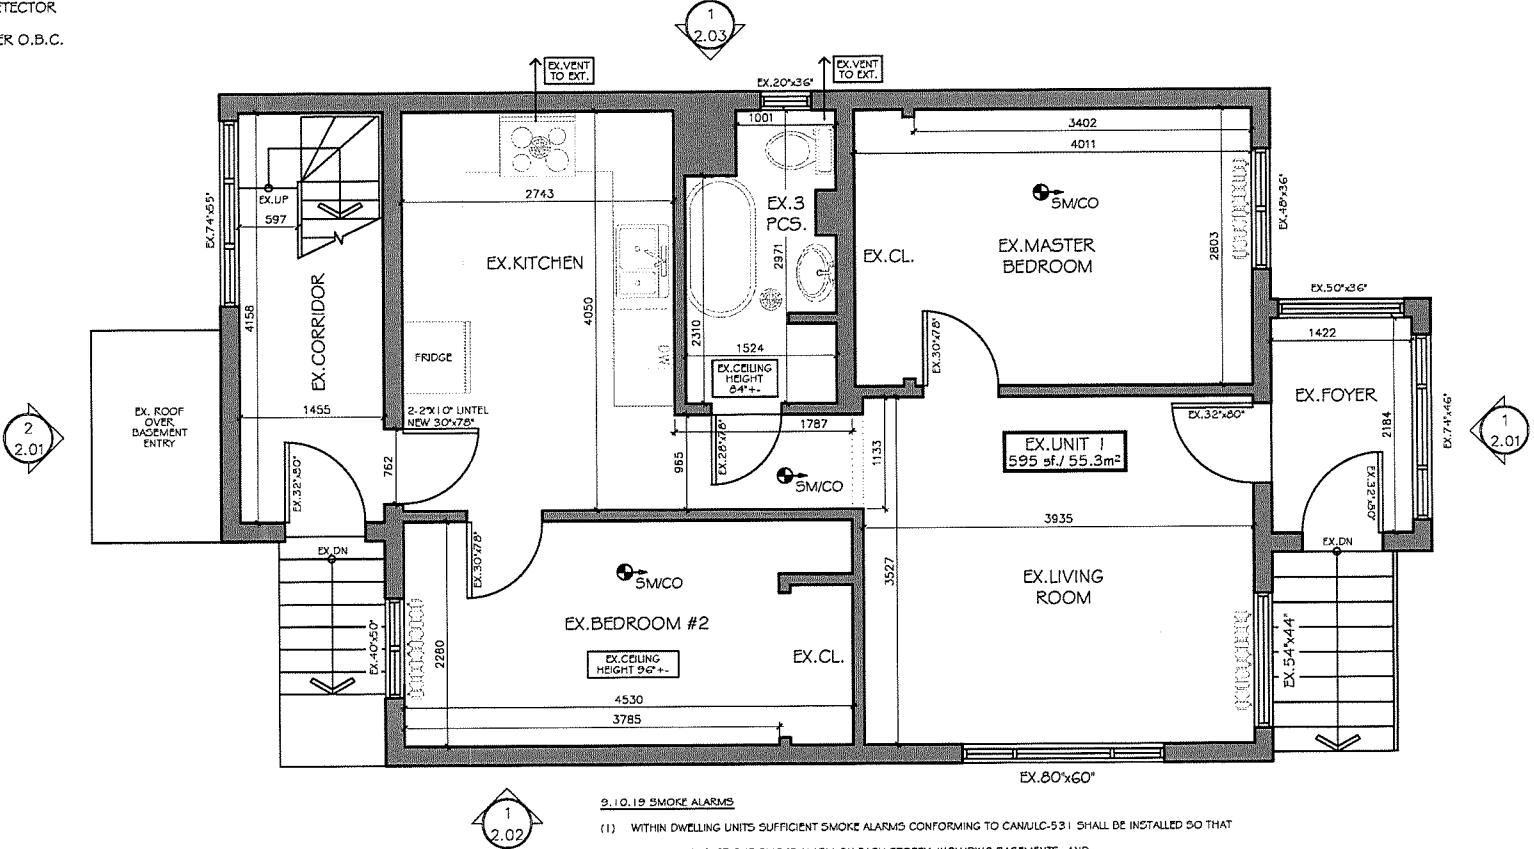 ETECTOR
ER O.B.C.
1
2.03
EX.VENT
TO EXT.
EX.VENT
TO EXT.
EX.20"x36"
1001
3402
4011
EX.UP
597
2743
EX.3
PCS.
SM/CO
EX.74"x55"
EX.48"x36"
EX.KITCHEN
2971
EX.CL.
EX.MASTER
BEDROOM
2803
4158
EX.CORRIDOR
4050
2310
EX.50"x36"
1422
FRIDGE
DW
1524
EX.CEILING
HEIGHT
84"+-
EX.30"x78"
EX.FOYER
2184
EX.74"x46"
EX. ROOF
OVER
BASEMENT
ENTRY
1455
2-2"X10" LINTEL
NEW 30"x78"
1787
EX.32"x80"
2
2.01
1
2.01
EX.32"x80"
762
965
EX.28"x78"
1133
EX.UNIT 1
595 sf./ 55.3m²
SM/CO
EX.32"x80"
3935
EX.DN
EX.DN
EX.30"x78"
SM/CO
3527
EX.LIVING
ROOM
EX.40"x50"
2280
EX.BEDROOM #2
EX.CEILING
HEIGHT 96"+-
EX.CL.
EX.54"x44"
4530
3785
EX.80"x60"
1
2.02
9.10.19 SMOKE ALARMS
(1) WITHIN DWELLING UNITS SUFFICIENT SMOKE ALARMS CONFORMING TO CAN/ULC-531 SHALL BE INSTALLED SO THAT